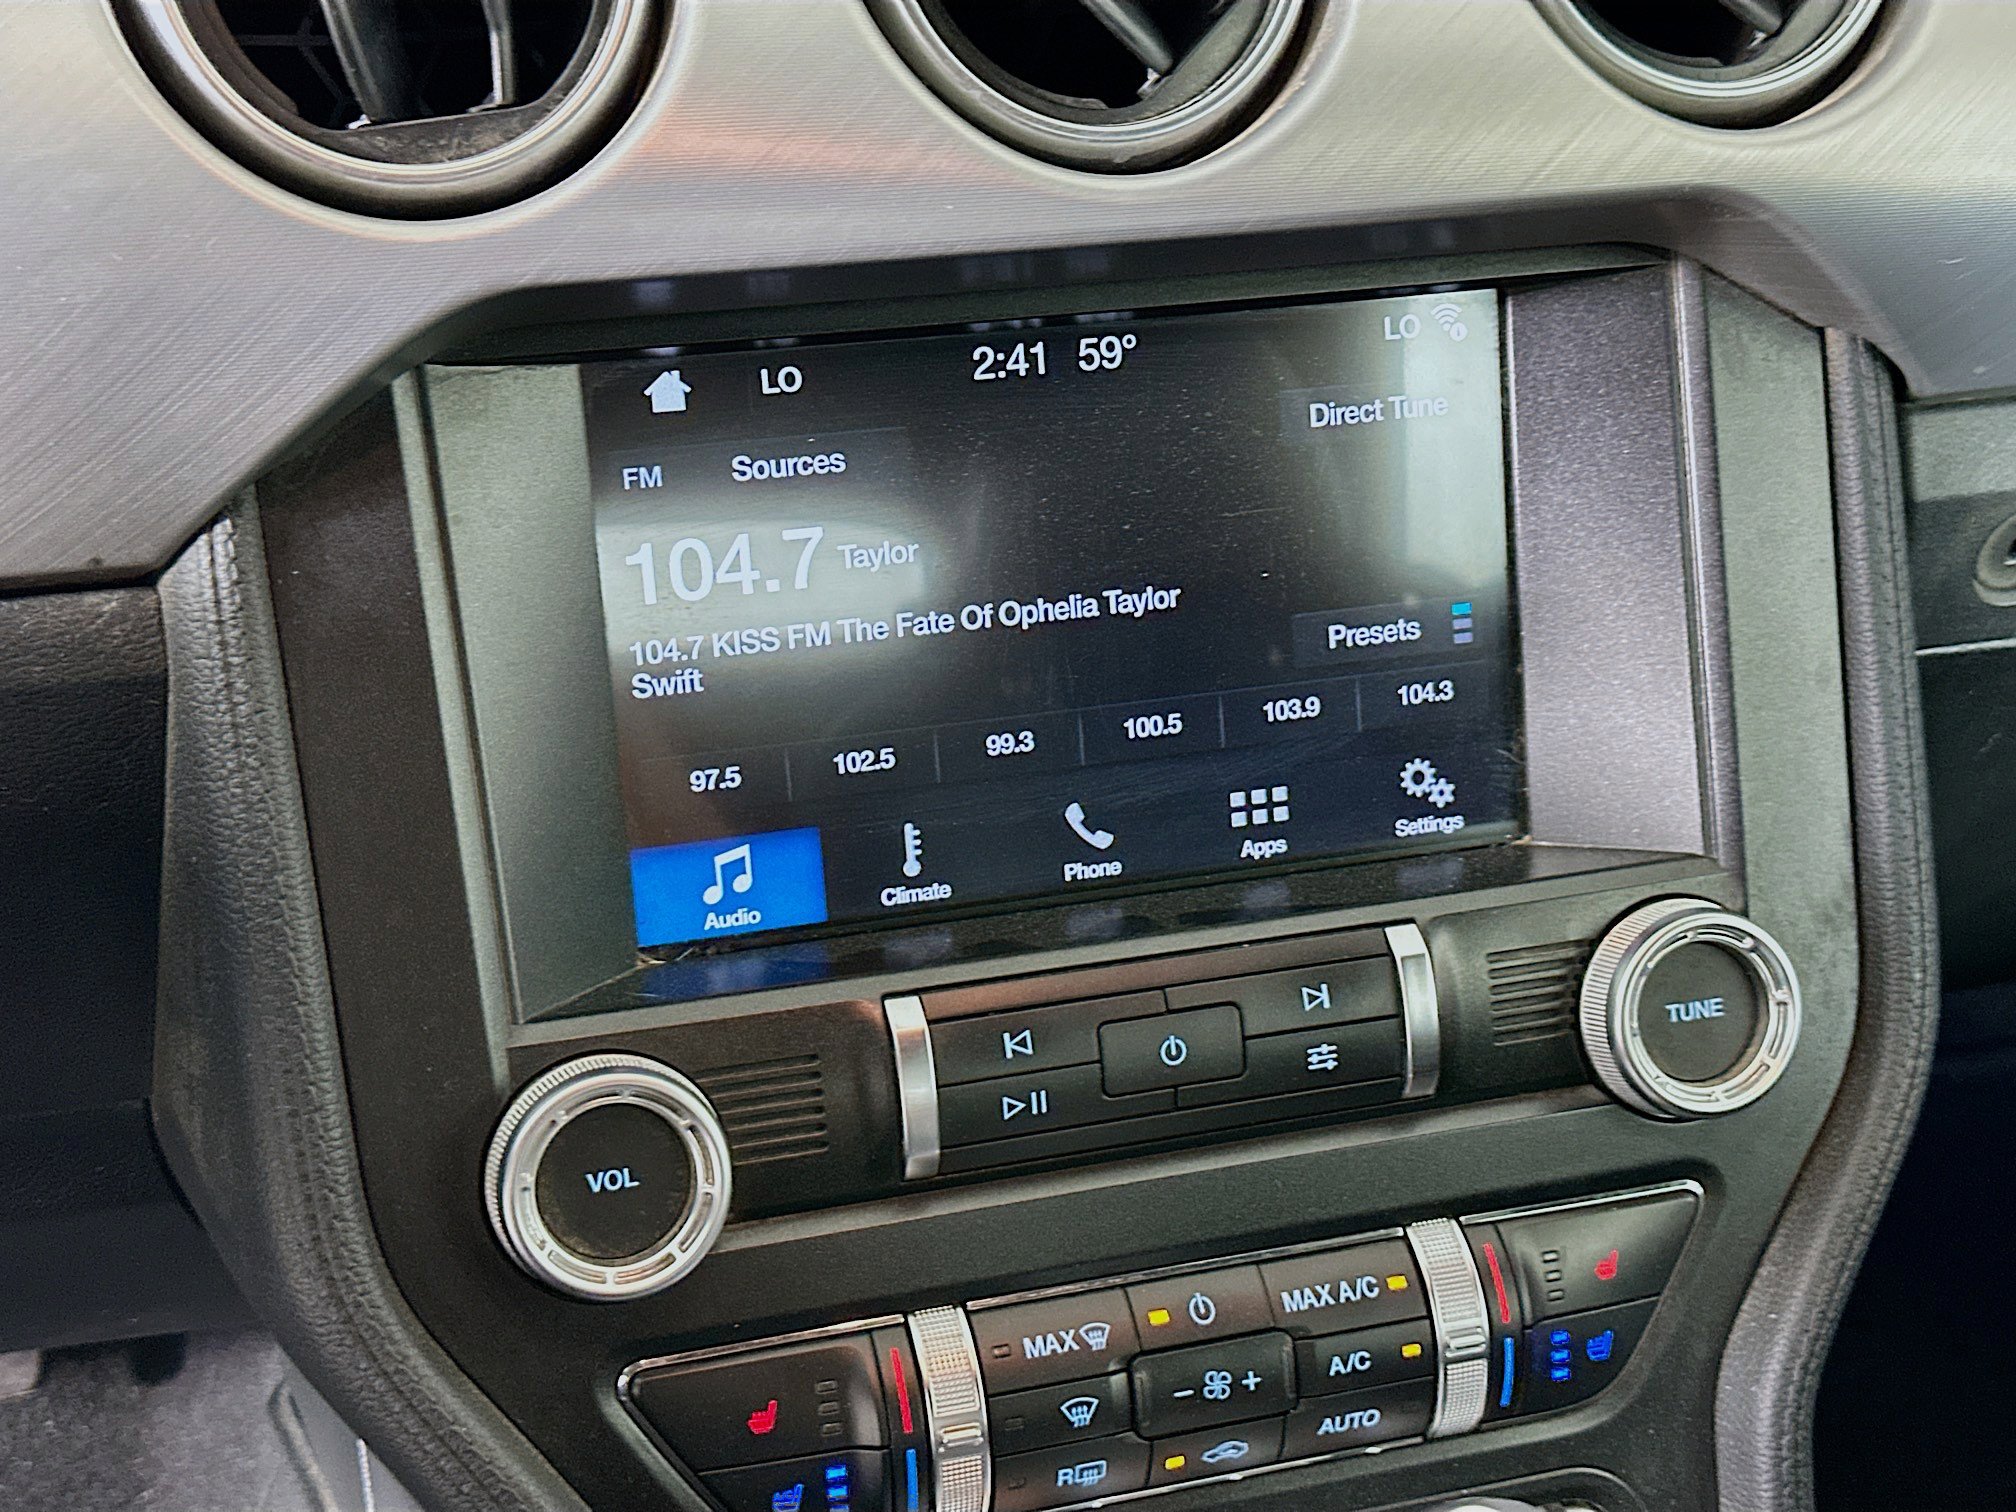 LO 2:41 59° LO
Direct Tune
FM Sources
104.7 Taylor
104.7 KISS FM The Fate Of Ophelia Taylor
Swift
Presets
97.5 102.5 99.3 100.5 103.9 104.3
Audio Climate Phone Apps Settings
VOL
TUNE
MAX
MAX A/C
A/C
AUTO
R